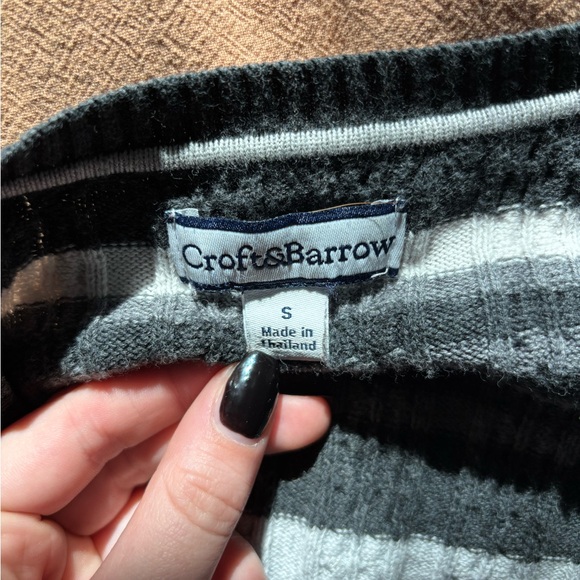 Croft&Barrow
S
Made in
Thailand